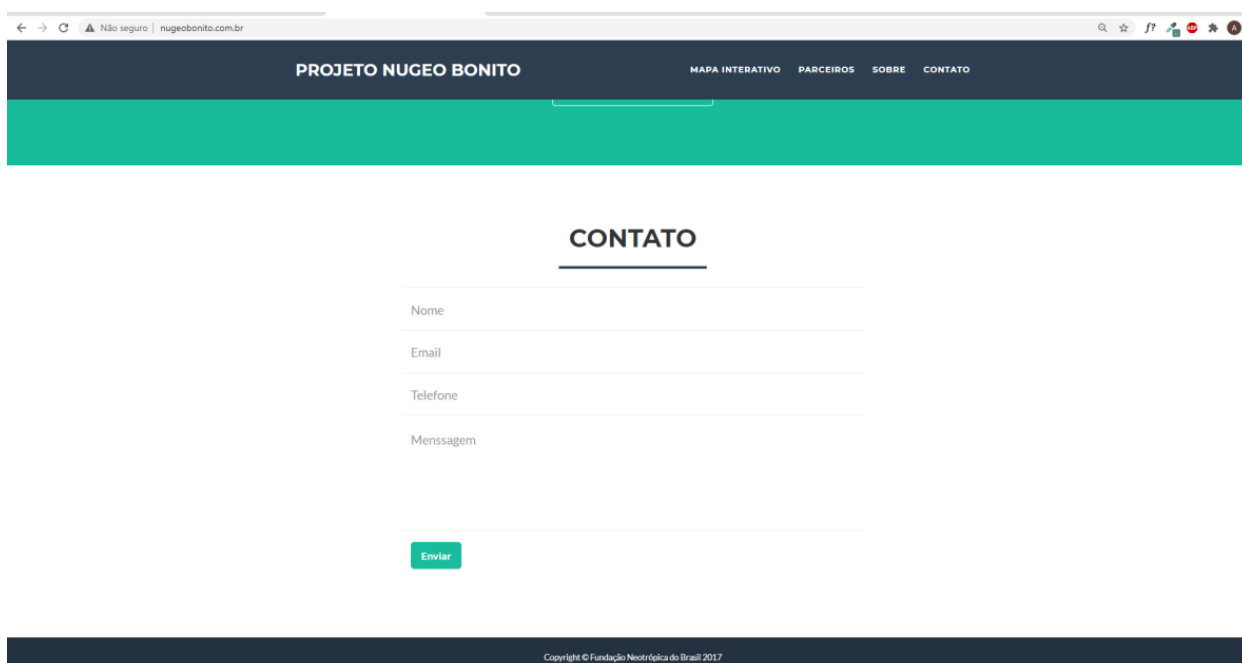 Não seguro | nugeobonito.com.br
f?
ABP
A
PROJETO NUGEO BONITO
MAPA INTERATIVO PARCEIROS SOBRE CONTATO
CONTATO
Nome
Email
Telefone
Menssagem
Enviar
Copyright © Fundação Neotrópica do Brasil 2017